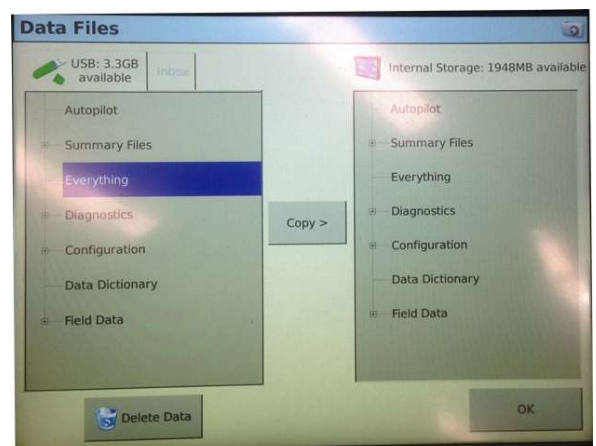 Data Files
USB: 3.3GB
available
Inbox
Internal Storage: 1948MB available
Autopilot
Summary Files
Everything
Diagnostics
Configuration
Data Dictionary
Field Data
Copy >
Autopilot
Summary Files
Everything
Diagnostics
Configuration
Data Dictionary
Field Data
Delete Data
OK